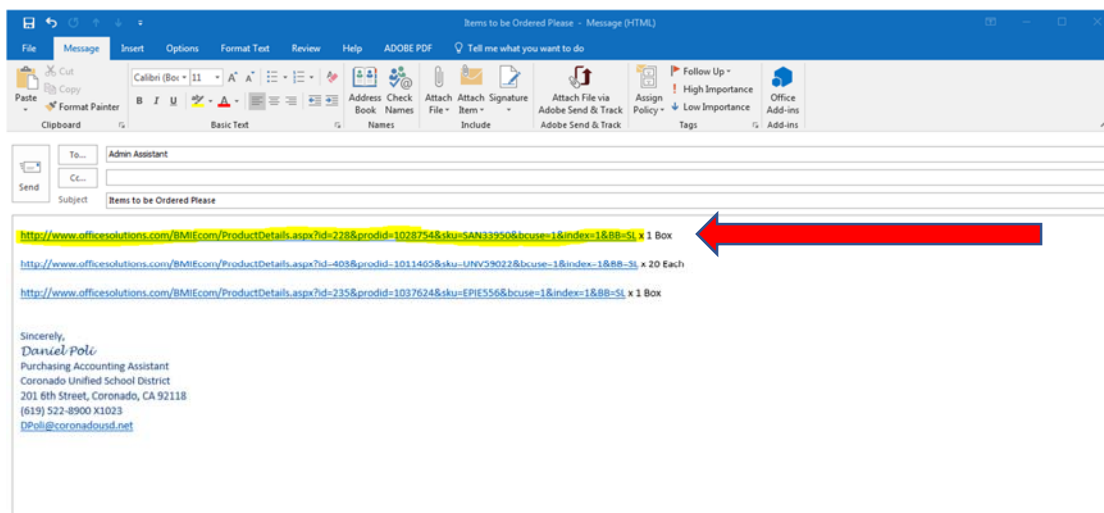 Items to be Ordered Please - Message (HTML)
File Message Insert Options Format Text Review Help ADOBE PDF Tell me what you want to do
Paste
Cut
Copy
Format Painter
Clipboard
Calibri (Boc 11
B I U
Basic Text
Address Book
Check Names
Names
Attach File
Attach Item
Signature
Include
Attach File via
Adobe Send & Track
Adobe Send & Track
Assign Policy
Follow Up
High Importance
Low Importance
Tags
Office Add-ins
Add-ins
Send
To... Admin Assistant
Cc...
Subject Items to be Ordered Please
http://www.officesolutions.com/BMIEcom/ProductDetails.aspx?id=228&prodid=1028754&sku=SAN33950&bcuse=1&index=1&BB=SL x 1 Box
http://www.officesolutions.com/BMIEcom/ProductDetails.aspx?id=403&prodid=1011465&sku=UNV59022&bcuse=1&index=1&BB=SL x 20 Each
http://www.officesolutions.com/BMIEcom/ProductDetails.aspx?id=235&prodid=1037624&sku=EPIE556&bcuse=1&index=1&BB=SL x 1 Box
Sincerely,
Daniel Poli
Purchasing Accounting Assistant
Coronado Unified School District
201 6th Street, Coronado, CA 92118
(619) 522-8900 X1023
DPoli@coronadousd.net